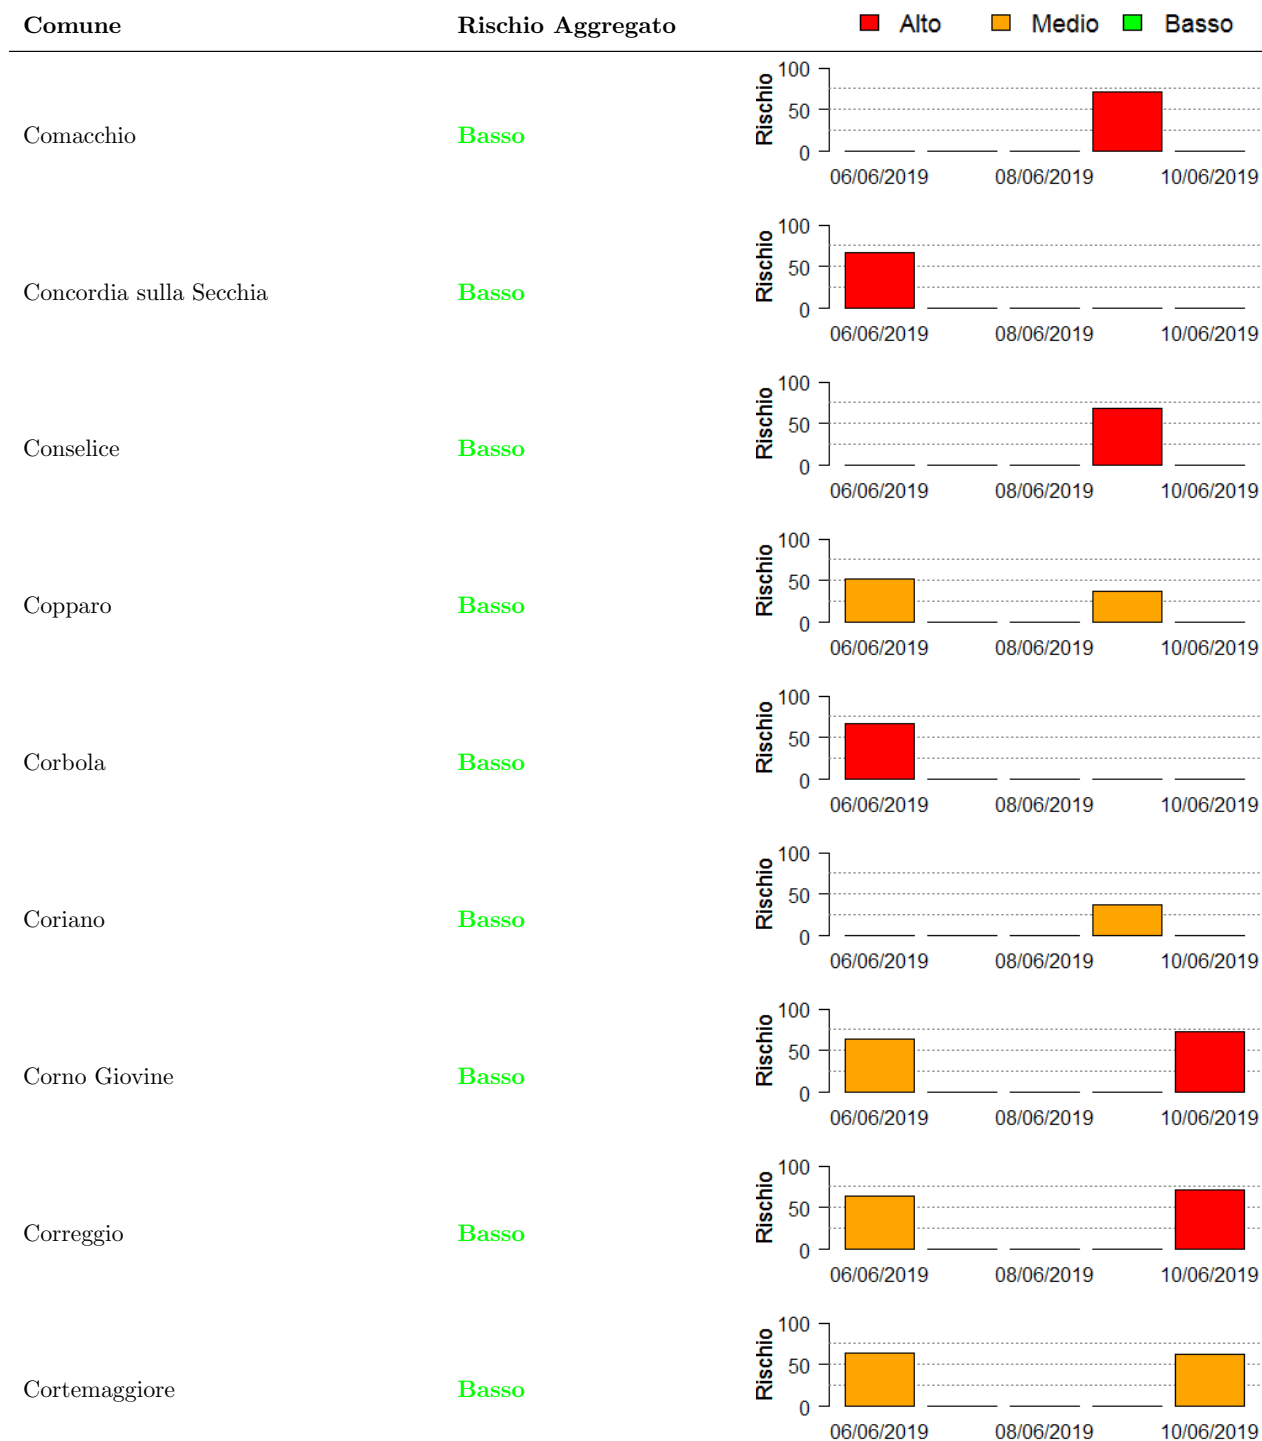 Comune Rischio Aggregato Alto Medio Basso
100
50
0
Rischio
Comacchio Basso
06/06/2019 08/06/2019 10/06/2019
100
50
0
Rischio
Concordia sulla Secchia Basso
06/06/2019 08/06/2019 10/06/2019
100
50
0
Rischio
Conselice Basso
06/06/2019 08/06/2019 10/06/2019
100
50
0
Rischio
Copparo Basso
06/06/2019 08/06/2019 10/06/2019
100
50
0
Rischio
Corbola Basso
06/06/2019 08/06/2019 10/06/2019
100
50
0
Rischio
Coriano Basso
06/06/2019 08/06/2019 10/06/2019
100
50
0
Rischio
Corno Giovine Basso
06/06/2019 08/06/2019 10/06/2019
100
50
0
Rischio
Correggio Basso
06/06/2019 08/06/2019 10/06/2019
100
50
0
Rischio
Cortemaggiore Basso
06/06/2019 08/06/2019 10/06/2019